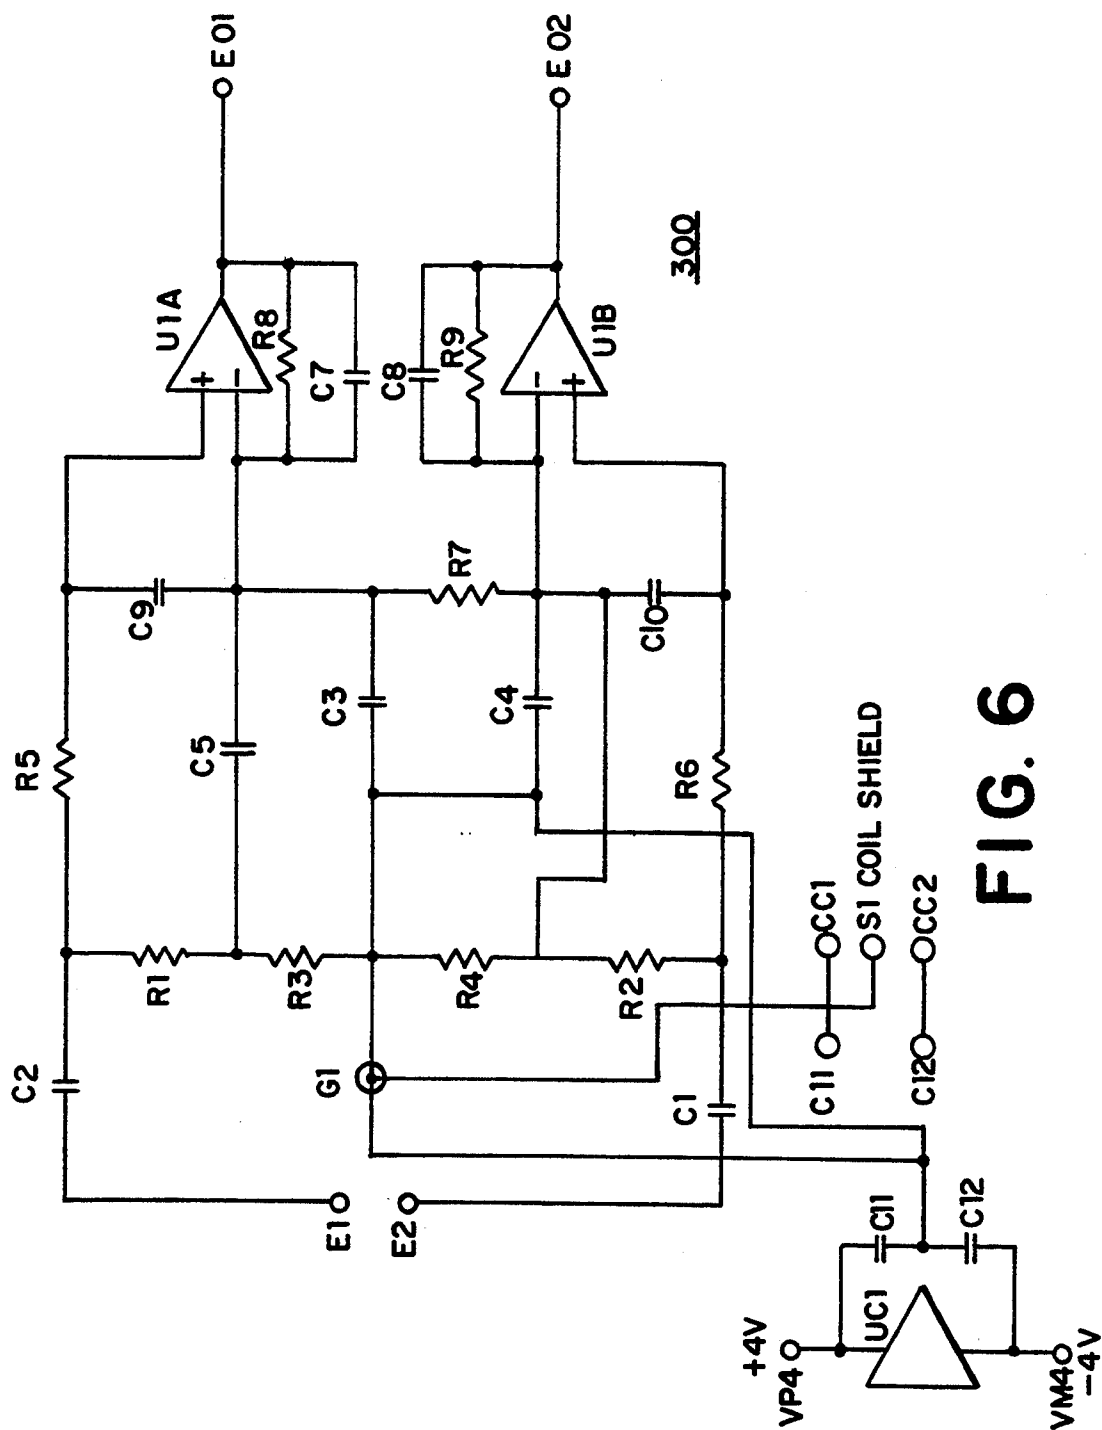 E O1
E O2
U1A
R8
C7
C8
R9
U1B
300
R5
C9
C5
C3
R7
C4
C10
R6
C2
R1
R3
R4
R2
G1
C1
E1
E2
C11
CC1
S1 COIL SHIELD
C12
CC2
+4V
VP4
UC1
C11
C12
VM4
-4V
FIG. 6